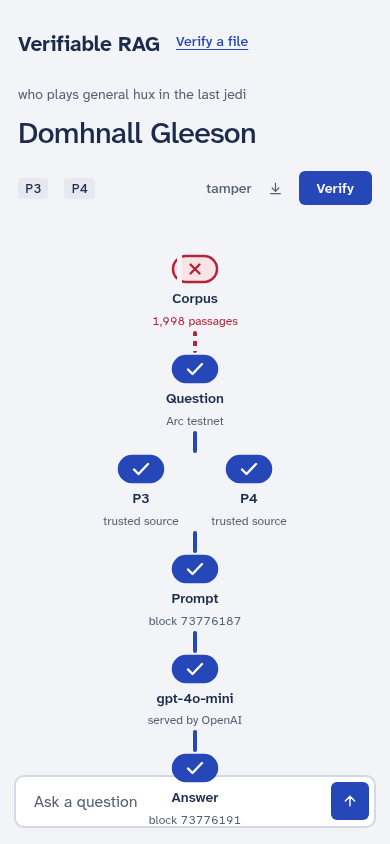 Verifiable RAG Verify a file
who plays general hux in the last jedi
Domhnall Gleeson
P3 P4 tamper Verify
Corpus
1,998 passages
Question
Arc testnet
P3 P4
trusted source trusted source
Prompt
block 73776187
gpt-4o-mini
served by OpenAI
Answer
Ask a question
block 73776191